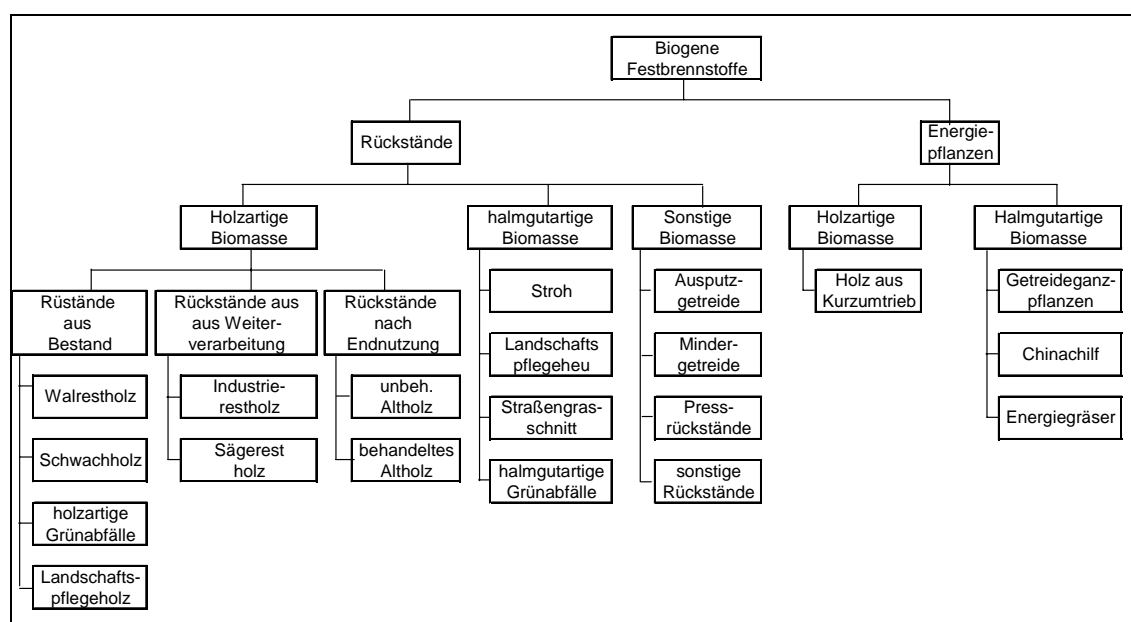 Biogene
Festbrennstoffe
Rückstände
Energie-
pflanzen
Holzartige
Biomasse
halmgutartige
Biomasse
Sonstige
Biomasse
Holzartige
Biomasse
Halmgutartige
Biomasse
Rüstände
aus
Bestand
Rückstände aus
aus Weiter-
verarbeitung
Rückstände
nach
Endnutzung
Stroh
Ausputz-
getreide
Holz aus
Kurzumtrieb
Getreideganz-
pflanzen
Landschafts
pflegeheu
Minder-
getreide
Chinachilf
Walrestholz
Industrie-
restholz
unbeh.
Altholz
Straßengras-
schnitt
Press-
rückstände
Energiegräser
Schwachholz
Sägerest
holz
behandeltes
Altholz
halmgutartige
Grünabfälle
sonstige
Rückstände
holzartige
Grünabfälle
Landschafts-
pflegeholz